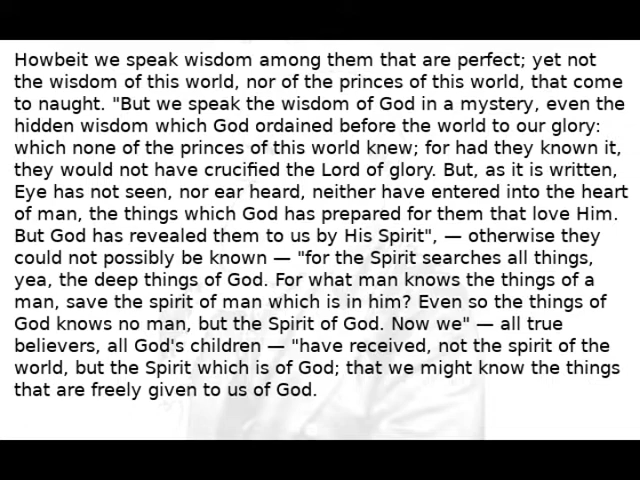 Howbeit we speak wisdom among them that are perfect; yet not
the wisdom of this world, nor of the princes of this world, that come
to naught. "But we speak the wisdom of God in a mystery, even the
hidden wisdom which God ordained before the world to our glory:
which none of the princes of this world knew; for had they known it,
they would not have crucified the Lord of glory. But, as it is written,
Eye has not seen, nor ear heard, neither have entered into the heart
of man, the things which God has prepared for them that love Him.
But God has revealed them to us by His Spirit", — otherwise they
could not possibly be known — "for the Spirit searches all things,
yea, the deep things of God. For what man knows the things of a
man, save the spirit of man which is in him? Even so the things of
God knows no man, but the Spirit of God. Now we" — all true
believers, all God's children — "have received, not the spirit of the
world, but the Spirit which is of God; that we might know the things
that are freely given to us of God.